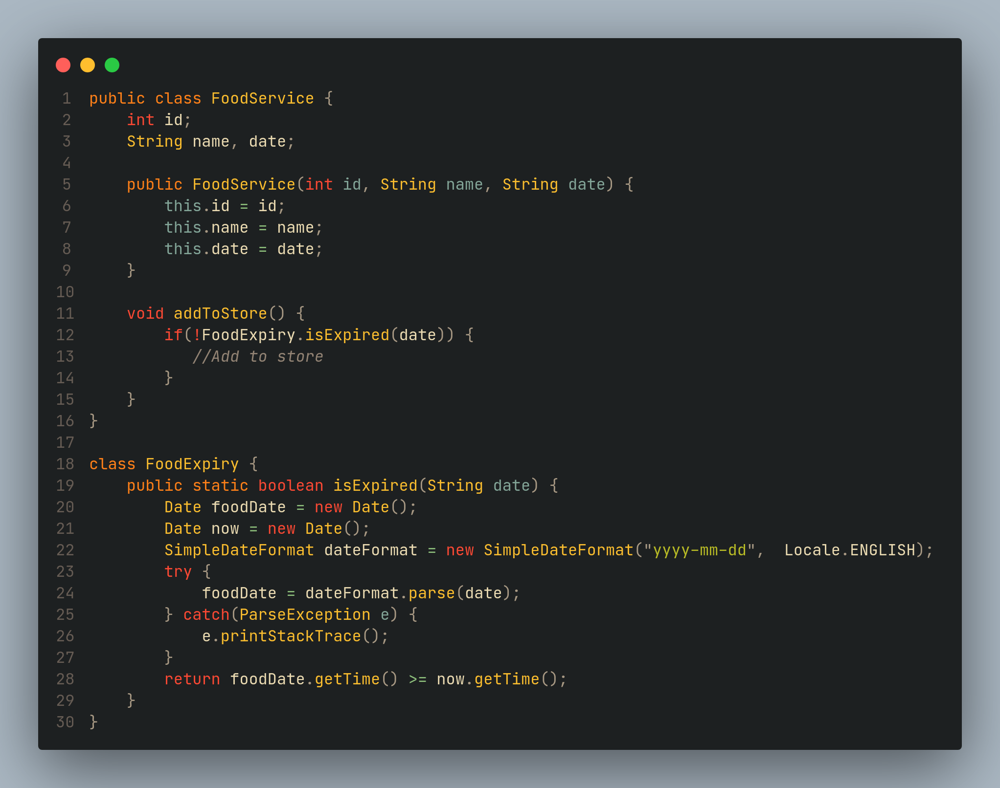 1 public class FoodService {
2     int id;
3     String name, date;
4
5     public FoodService(int id, String name, String date) {
6         this.id = id;
7         this.name = name;
8         this.date = date;
9     }
10
11     void addToStore() {
12         if(!FoodExpiry.isExpired(date)) {
13            //Add to store
14         }
15     }
16 }
17
18 class FoodExpiry {
19     public static boolean isExpired(String date) {
20         Date foodDate = new Date();
21         Date now = new Date();
22         SimpleDateFormat dateFormat = new SimpleDateFormat("yyyy-mm-dd",  Locale.ENGLISH);
23         try {
24             foodDate = dateFormat.parse(date);
25         } catch(ParseException e) {
26             e.printStackTrace();
27         }
28         return foodDate.getTime() >= now.getTime();
29     }
30 }